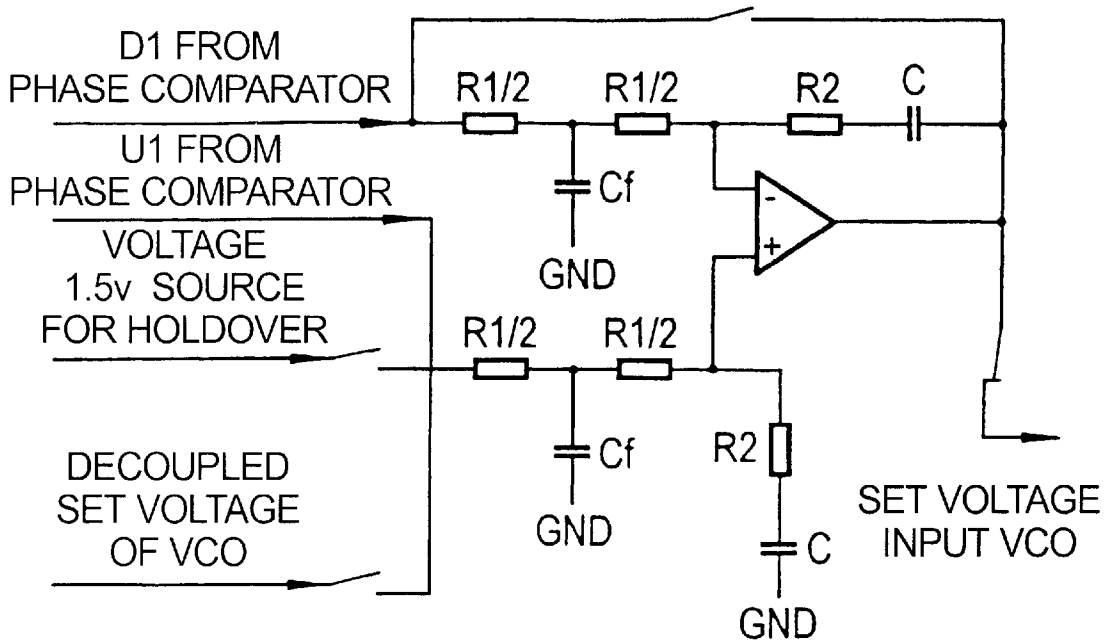 D1 FROM
PHASE COMPARATOR
R1/2
R1/2
R2
C
U1 FROM
PHASE COMPARATOR
Cf
-
+
GND
VOLTAGE
1.5v SOURCE
FOR HOLDOVER
R1/2
R1/2
R2
Cf
GND
C
GND
DECOUPLED
SET VOLTAGE
OF VCO
SET VOLTAGE
INPUT VCO